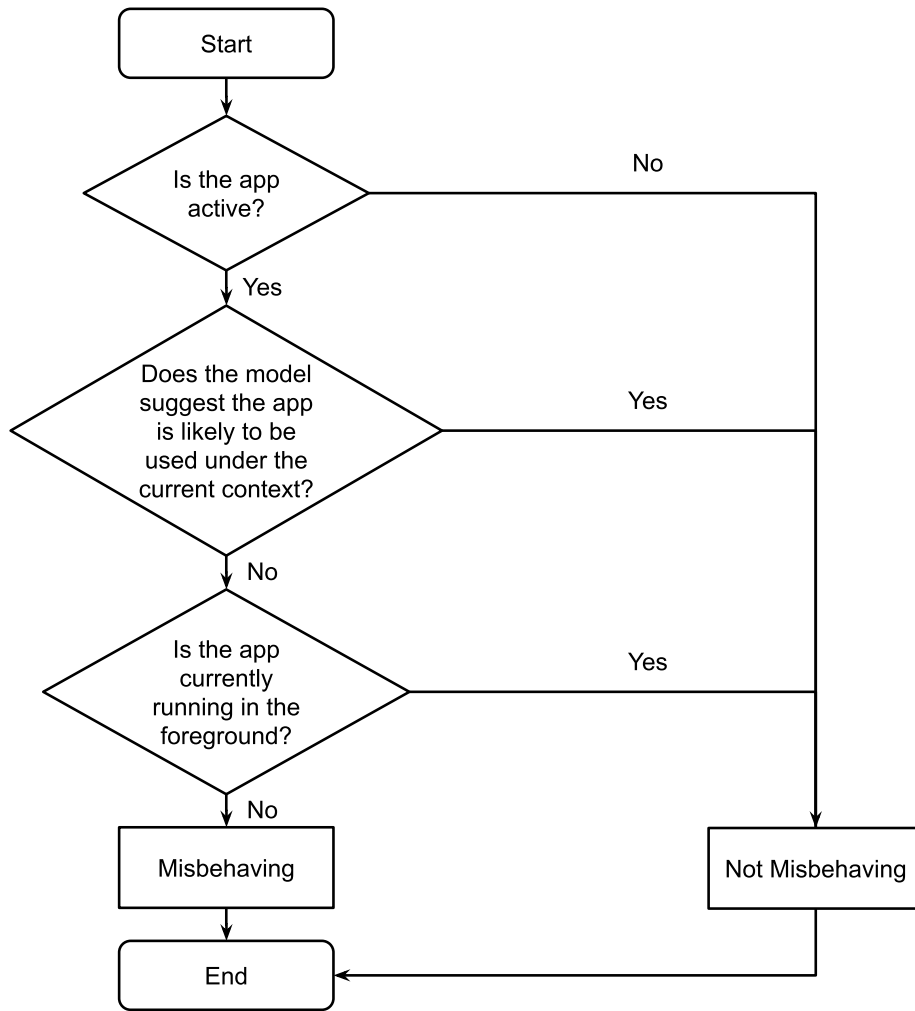 Start
Is the app
active?
No
Yes
Does the model
suggest the app
is likely to be
used under the
current context?
Yes
No
Is the app
currently
running in the
foreground?
Yes
No
Misbehaving
Not Misbehaving
End